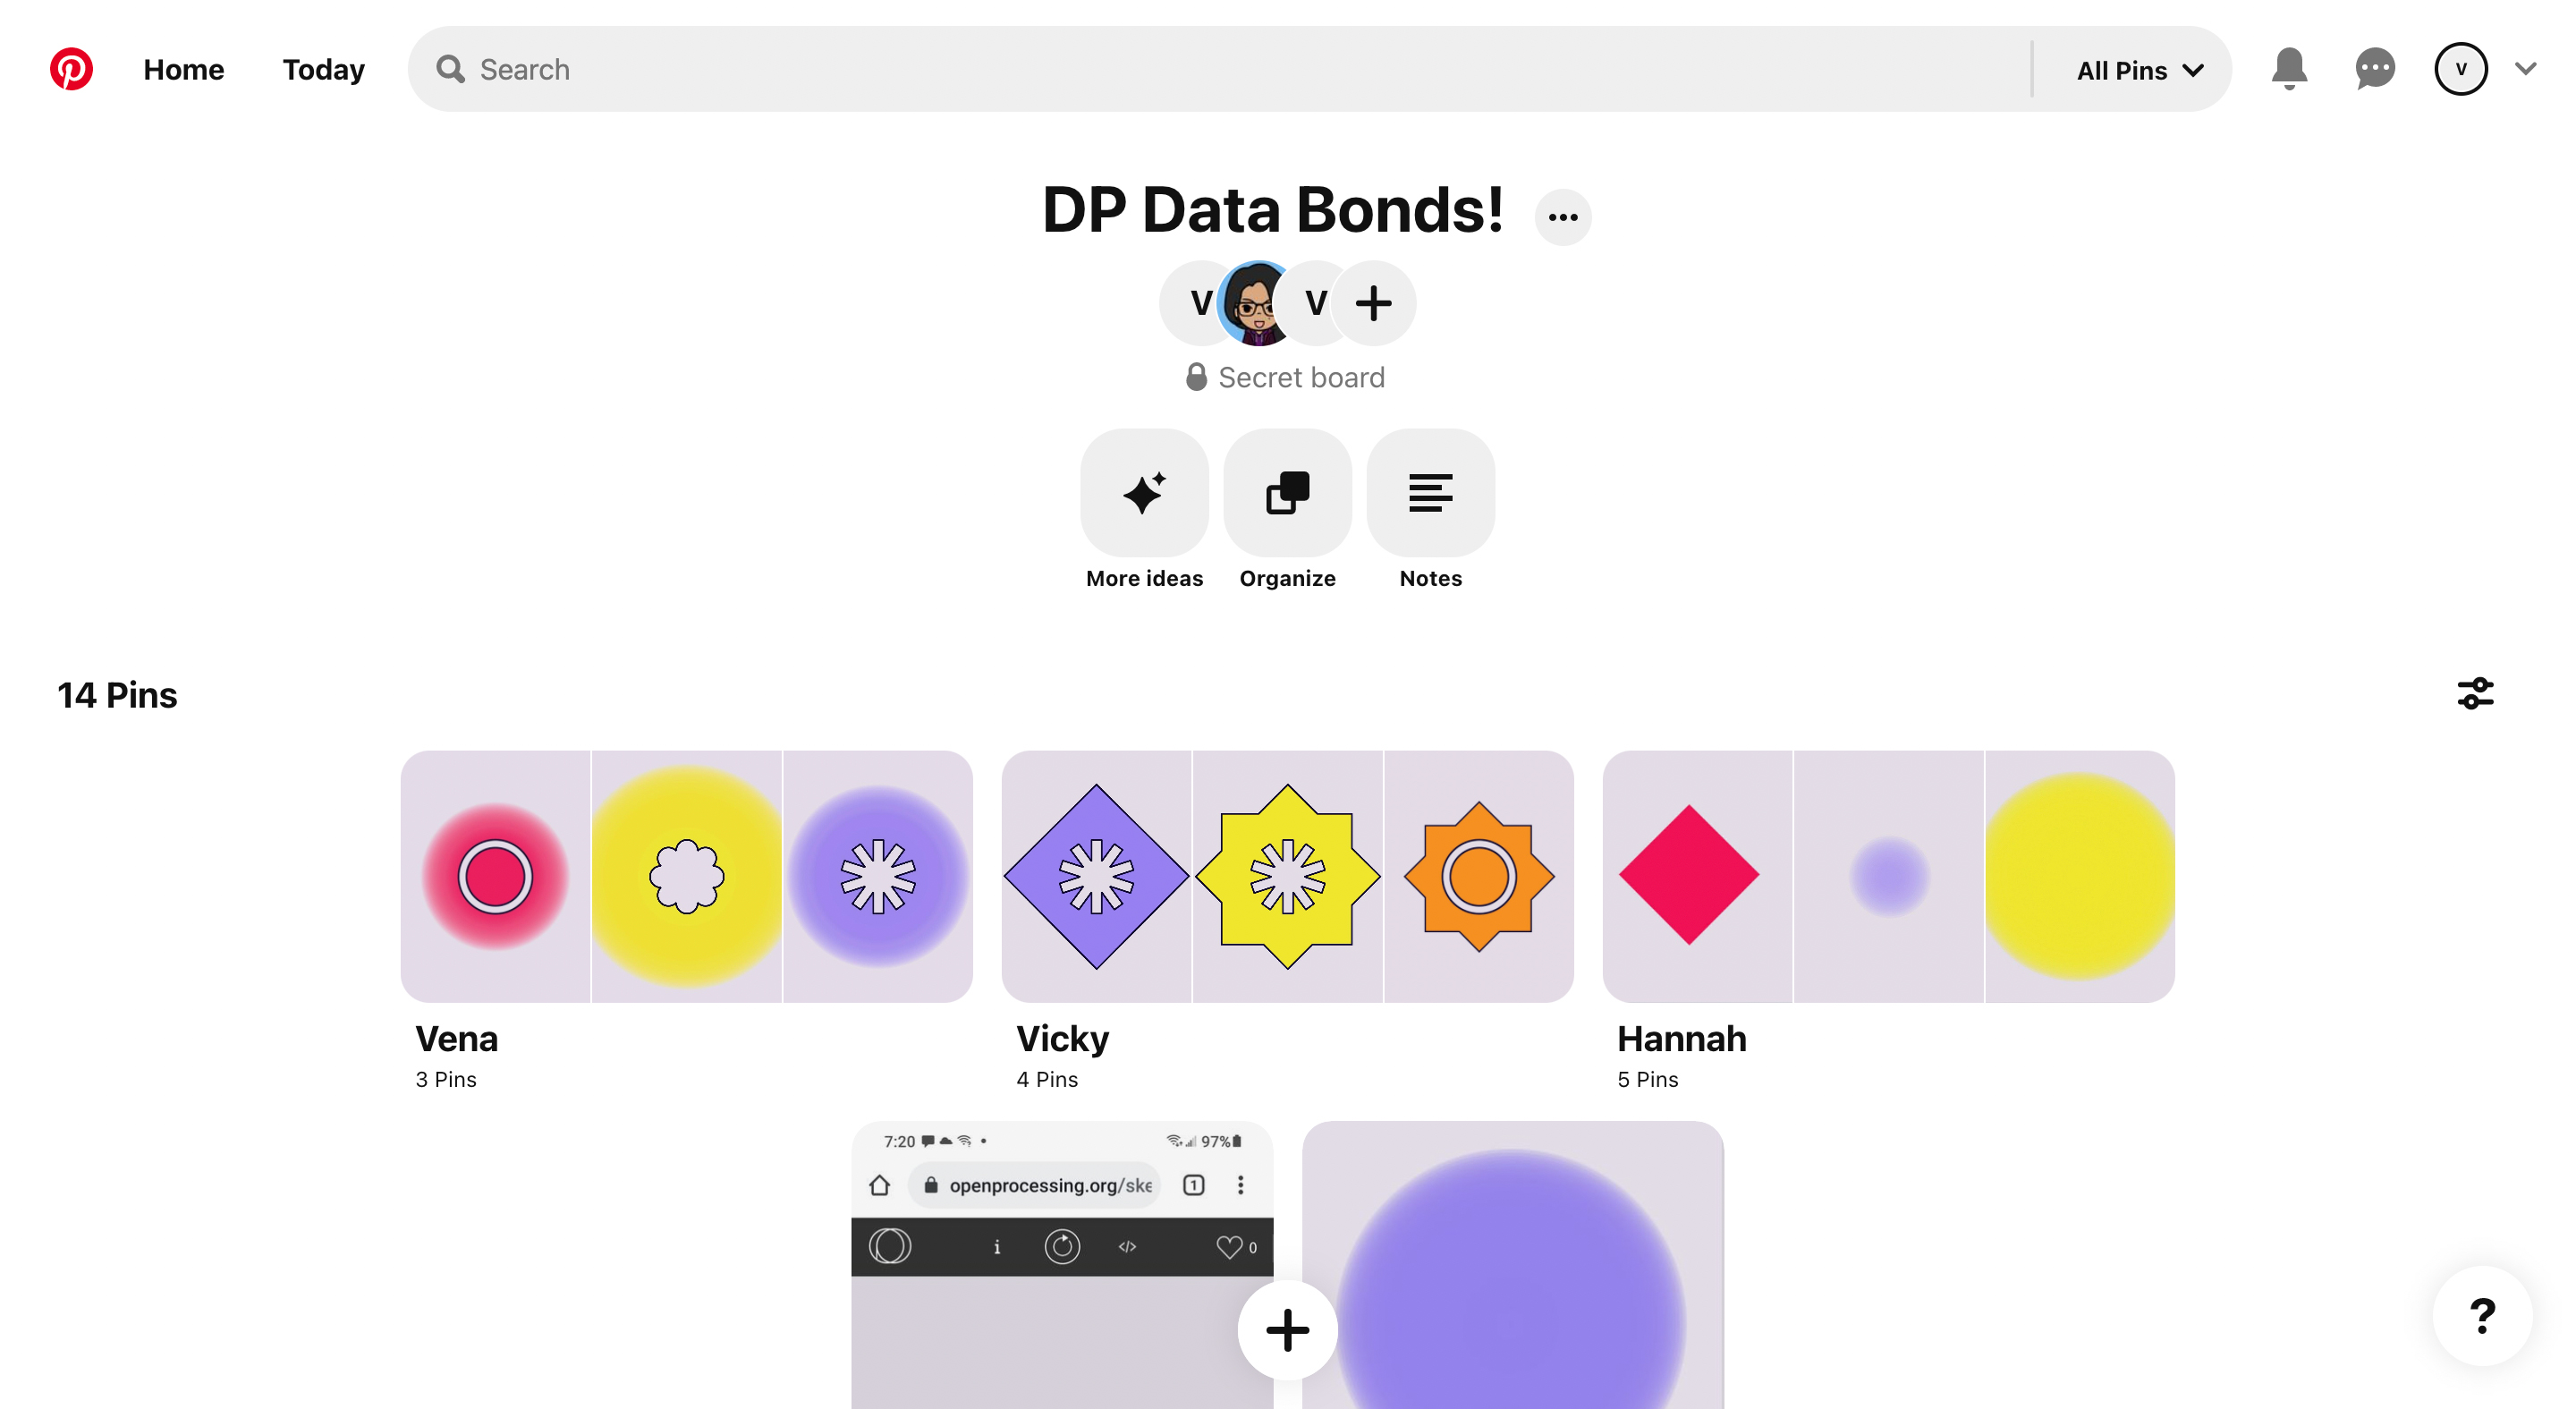 Home Today Search All Pins V
DP Data Bonds!
V V
Secret board
More ideas Organize Notes
14 Pins
Vena Vicky Hannah
3 Pins 4 Pins 5 Pins
7:20 97%
openprocessing.org/ske 1
i </> 0
?